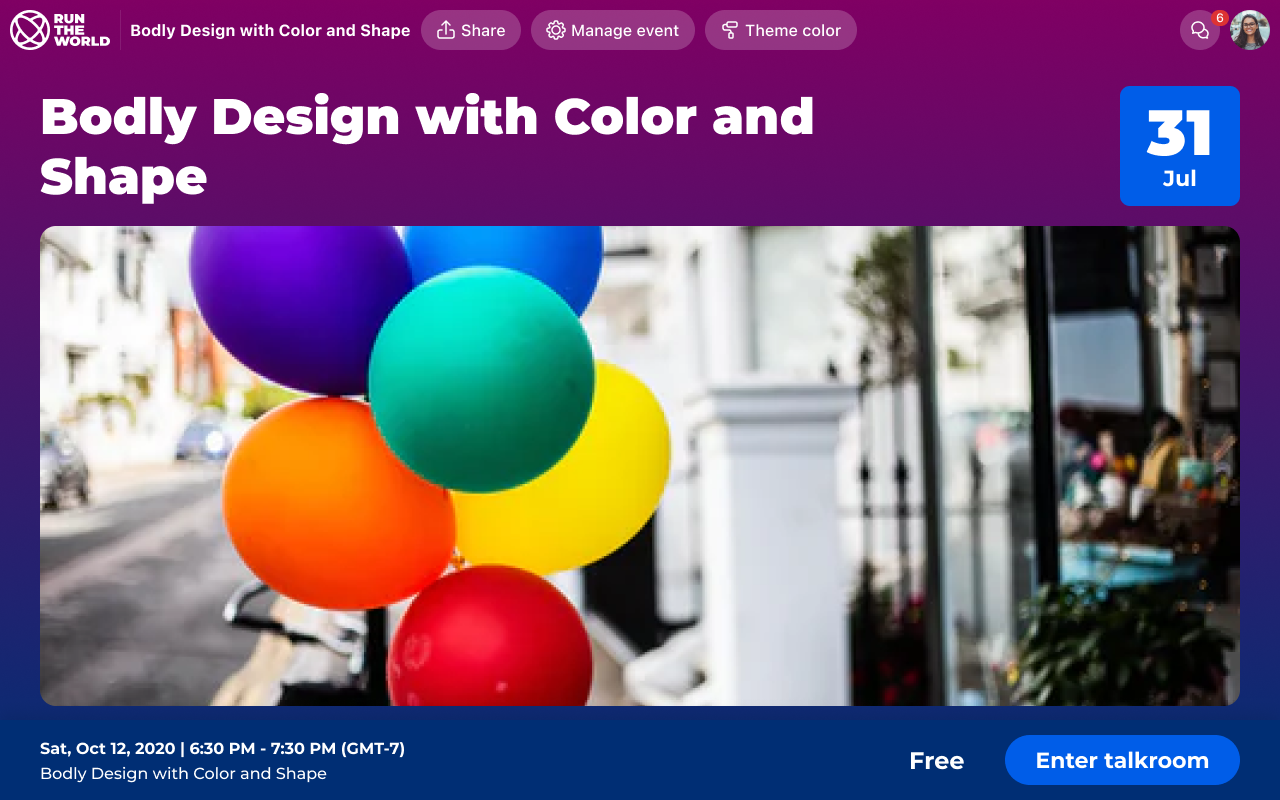 RUN
THE
WORLD
Bodly Design with Color and Shape
Share
Manage event
Theme color
6
Bodly Design with Color and
Shape
31
Jul
Sat, Oct 12, 2020 | 6:30 PM - 7:30 PM (GMT-7)
Bodly Design with Color and Shape
Free
Enter talkroom